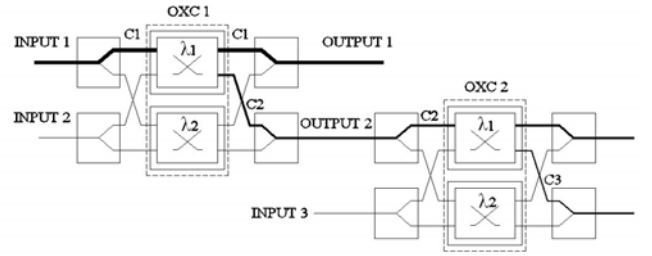 OXC 1
INPUT 1
C1
λ1
C1
OUTPUT 1
C2
INPUT 2
λ2
OUTPUT 2
C2
OXC 2
λ1
C3
INPUT 3
λ2